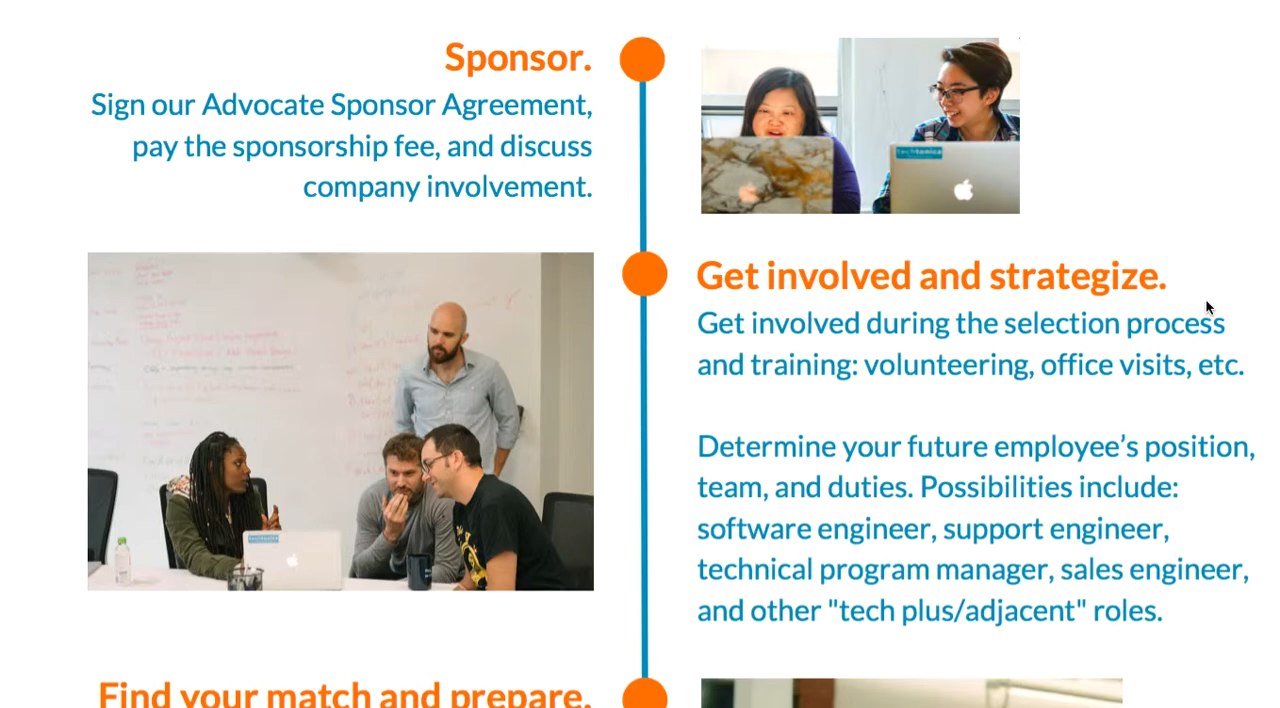 Sponsor.
Sign our Advocate Sponsor Agreement,
pay the sponsorship fee, and discuss
company involvement.
techtonica
Get involved and strategize.
Get involved during the selection process
and training: volunteering, office visits, etc.
Determine your future employee’s position,
team, and duties. Possibilities include:
software engineer, support engineer,
technical program manager, sales engineer,
and other "tech plus/adjacent" roles.
Find your match and prepare.